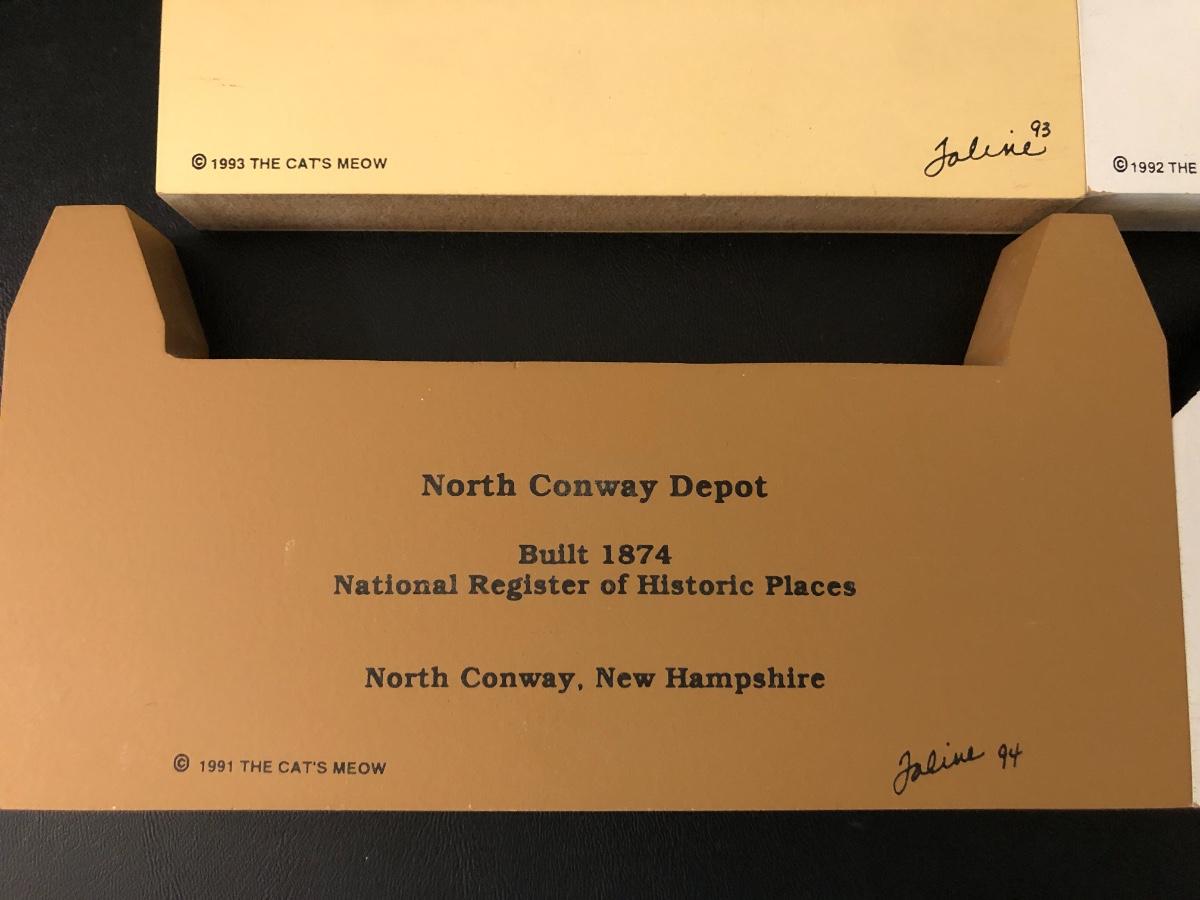 © 1993 THE CAT'S MEOW
Faline 93
© 1992 THE
North Conway Depot
Built 1874
National Register of Historic Places
North Conway, New Hampshire
© 1991 THE CAT'S MEOW
Faline 94